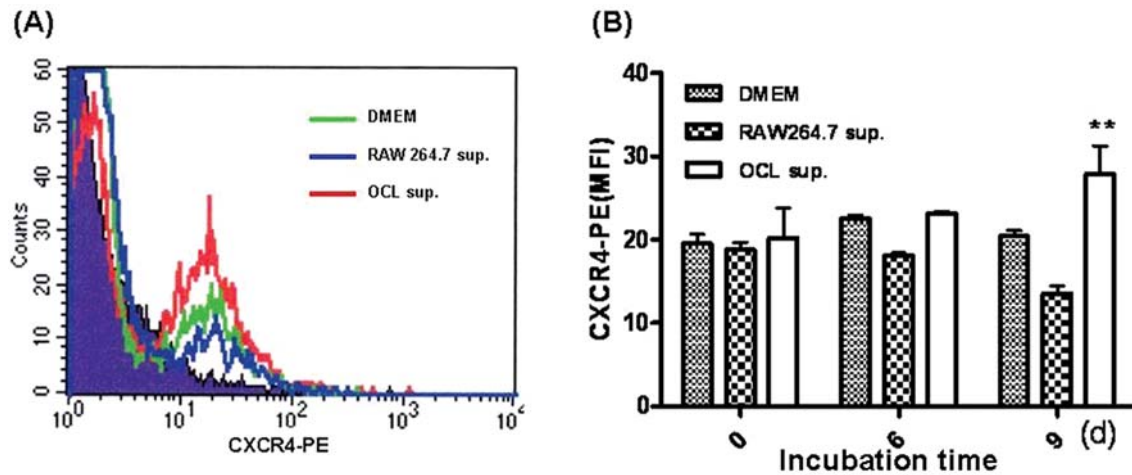 (A)
60
50
40
30
20
10
0
Counts
DMEM
RAW 264.7 sup.
OCL sup.
10^0 10^1 10^2 10^3 10^4
CXCR4-PE
(B)
40
30
20
10
0
CXCR4-PE(MFI)
DMEM
RAW264.7 sup.
OCL sup.
**
0 6 9 (d)
Incubation time